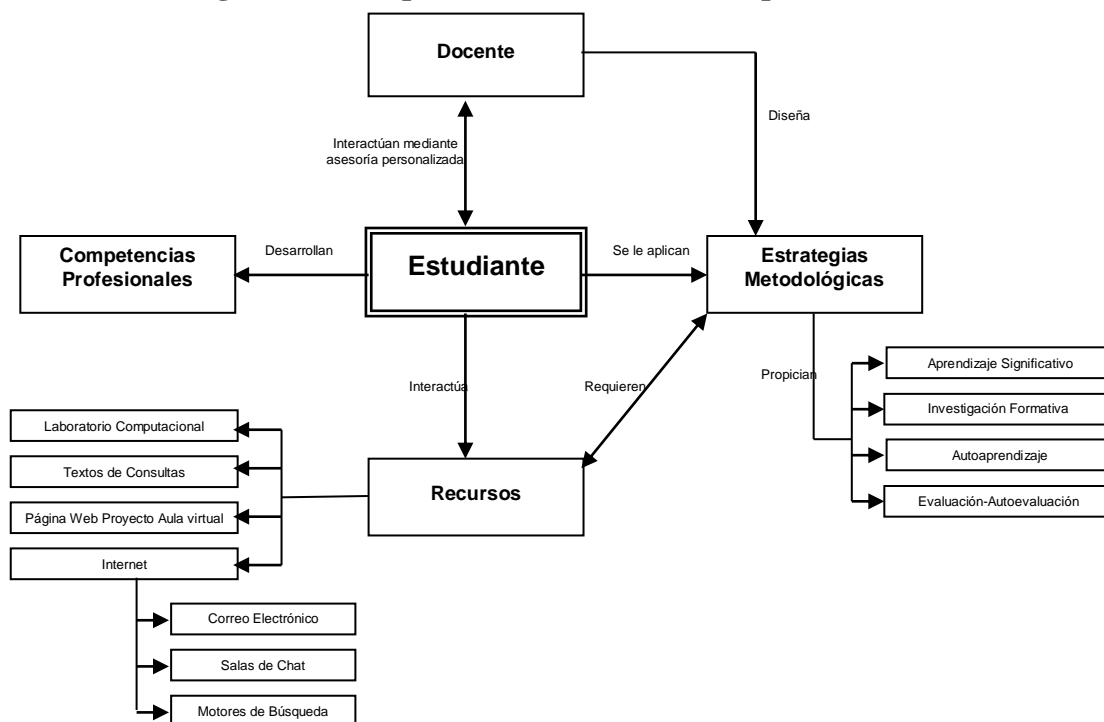 Docente
Diseña
Interactúan mediante
asesoría personalizada
Competencias
Profesionales
Desarrollan
Estudiante
Se le aplican
Estrategias
Metodológicas
Interactúa
Requieren
Propician
Aprendizaje Significativo
Investigación Formativa
Autoaprendizaje
Evaluación-Autoevaluación
Laboratorio Computacional
Textos de Consultas
Página Web Proyecto Aula virtual
Internet
Recursos
Correo Electrónico
Salas de Chat
Motores de Búsqueda